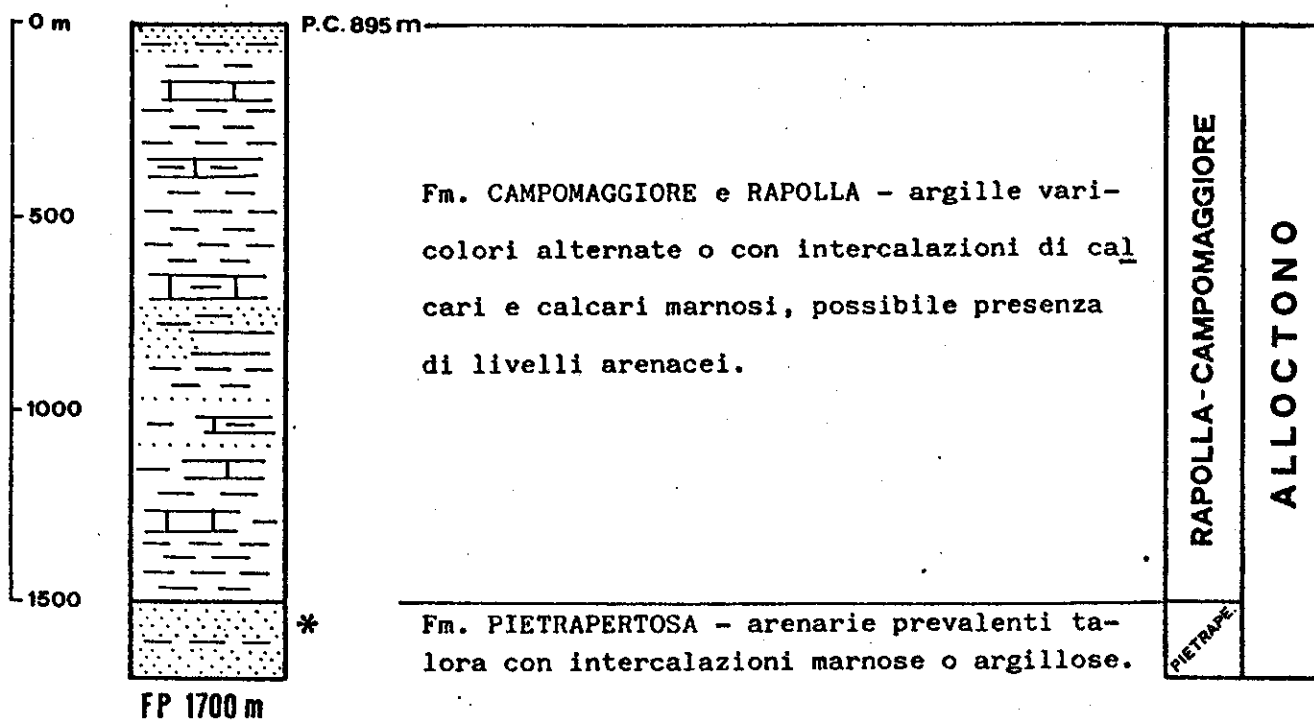 0 m
P.C. 895 m
500
1000
1500
FP 1700 m
*
Fm. CAMPOMAGGIORE e RAPOLLA - argille vari-
colori alternate o con intercalazioni di cal
cari e calcari marnosi, possibile presenza
di livelli arenacei.
Fm. PIETRAPERTOSA - arenarie prevalenti ta-
lora con intercalazioni marnose o argillose.
RAPOLLA-CAMPOMAGGIORE
PIETRAPE.
ALLOCTONO